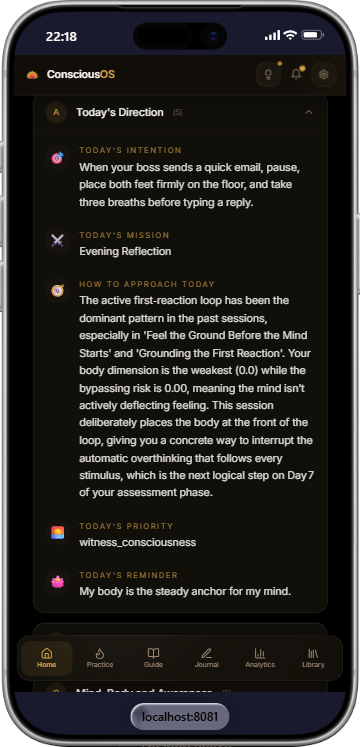 22:18
ConsciousOS
A Today's Direction (5)
TODAY'S INTENTION
When your boss sends a quick email, pause,
place both feet firmly on the floor, and take
three breaths before typing a reply.
TODAY'S MISSION
Evening Reflection
HOW TO APPROACH TODAY
The active first-reaction loop has been the
dominant pattern in the past sessions,
especially in 'Feel the Ground Before the Mind
Starts' and 'Grounding the First Reaction'. Your
body dimension is the weakest (0.0) while the
bypassing risk is 0.00, meaning the mind isn't
actively deflecting feeling. This session
deliberately places the body at the front of the
loop, giving you a concrete way to interrupt the
automatic overthinking that follows every
stimulus, which is the next logical step on Day 7
of your assessment phase.
TODAY'S PRIORITY
witness_consciousness
TODAY'S REMINDER
My body is the steady anchor for my mind.
Home Practice Guide Journal Analytics Library
Mind, Body and Awareness
localhost:8081